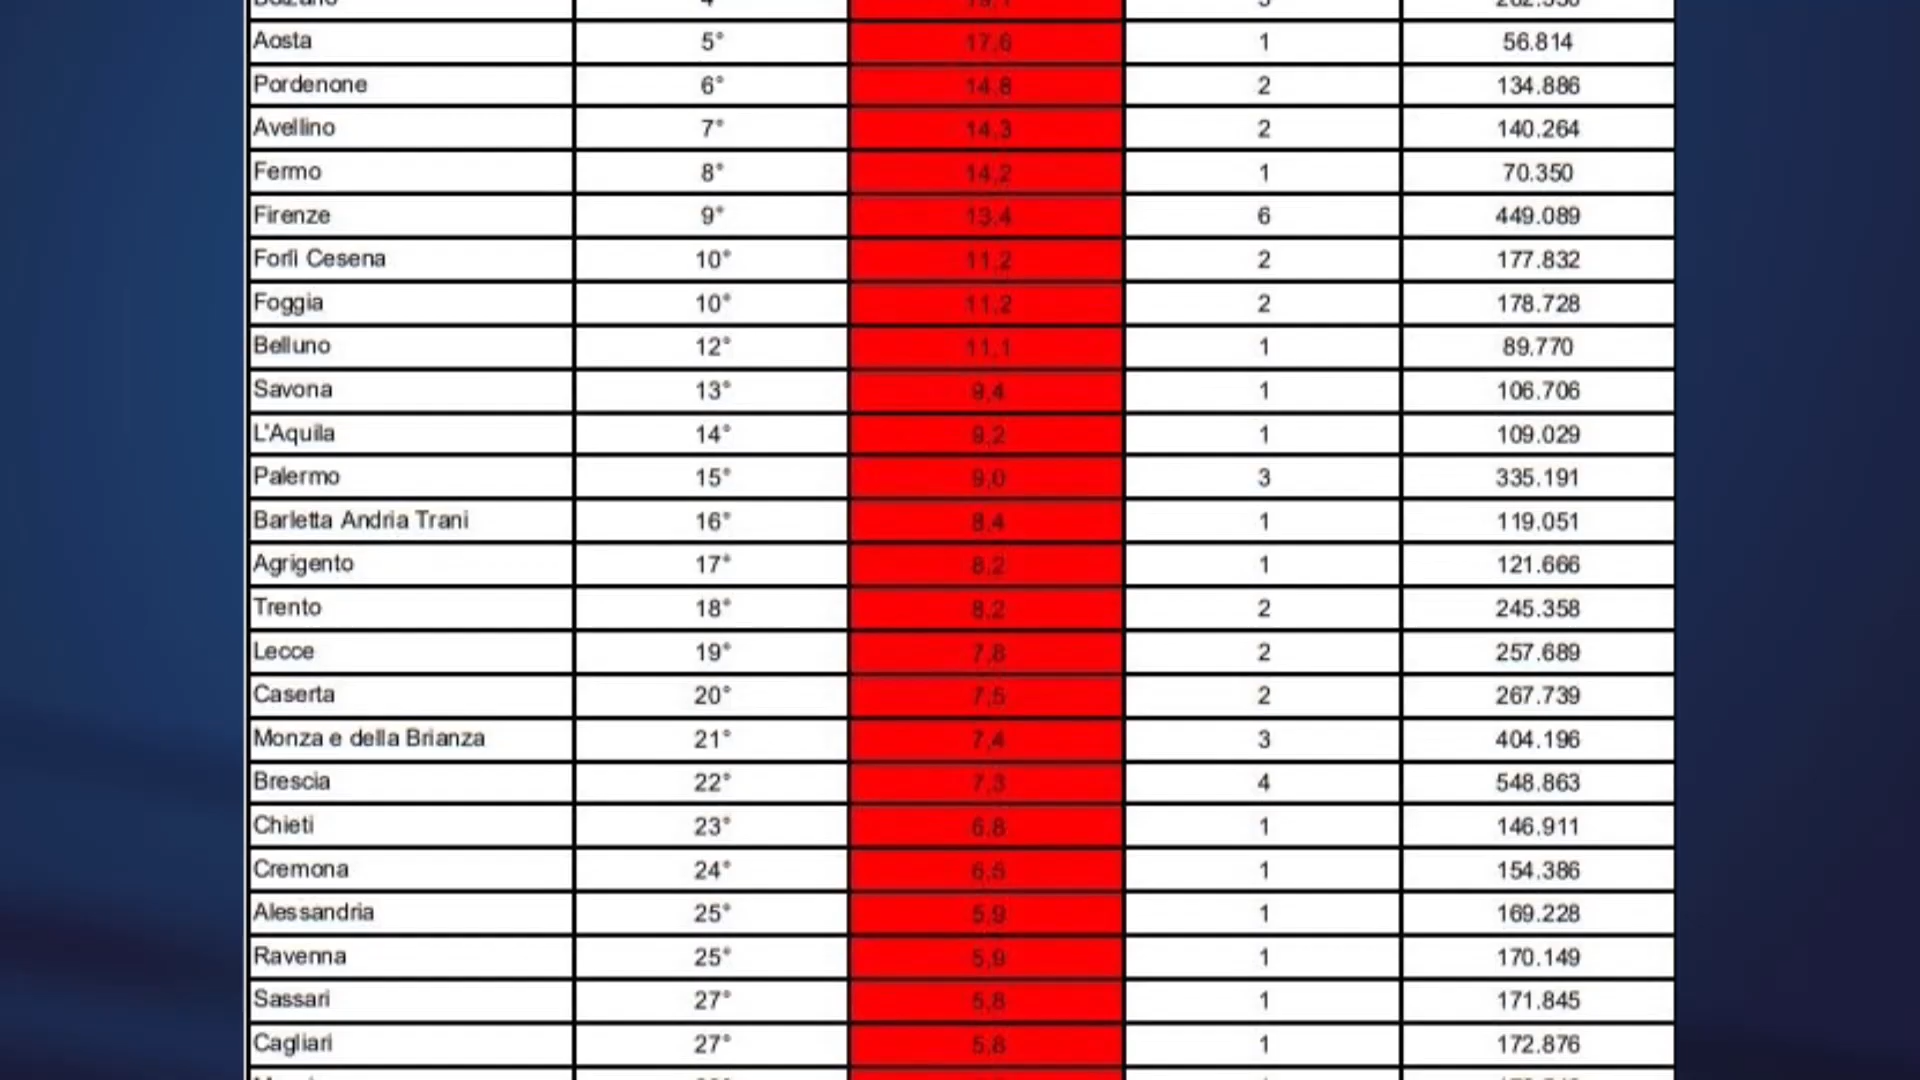 Aosta 5° 17,6 1 56.814
Pordenone 6° 14,8 2 134.886
Avellino 7° 14,3 2 140.264
Fermo 8° 14,2 1 70.350
Firenze 9° 13,4 6 449.089
Forlì Cesena 10° 11,2 2 177.832
Foggia 10° 11,2 2 178.728
Belluno 12° 11,1 1 89.770
Savona 13° 9,4 1 106.706
L'Aquila 14° 9,2 1 109.029
Palermo 15° 9,0 3 335.191
Barletta Andria Trani 16° 8,4 1 119.051
Agrigento 17° 8,2 1 121.666
Trento 18° 8,2 2 245.358
Lecce 19° 7,8 2 257.689
Caserta 20° 7,5 2 267.739
Monza e della Brianza 21° 7,4 3 404.196
Brescia 22° 7,3 4 548.863
Chieti 23° 6,8 1 146.911
Cremona 24° 6,5 1 154.386
Alessandria 25° 5,9 1 169.228
Ravenna 25° 5,9 1 170.149
Sassari 27° 5,8 1 171.845
Cagliari 27° 5,8 1 172.876